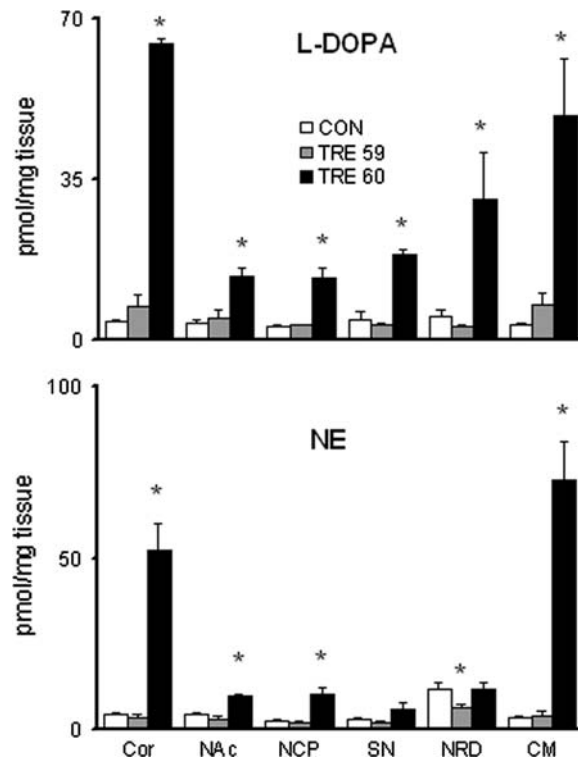 70
L-DOPA
CON
TRE 59
TRE 60
35
pmol/mg tissue
0
100
NE
50
pmol/mg tissue
0
Cor NAc NCP SN NRD CM